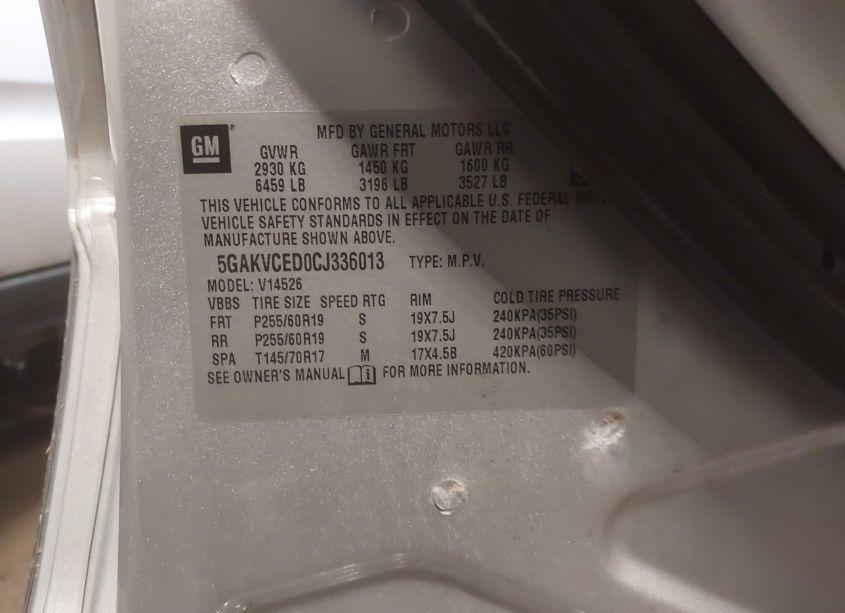 GM
MFD BY GENERAL MOTORS LLC
GVWR GAWR FRT GAWR RR
2930 KG 1450 KG 1600 KG
6459 LB 3196 LB 3527 LB
THIS VEHICLE CONFORMS TO ALL APPLICABLE U.S. FEDERAL
VEHICLE SAFETY STANDARDS IN EFFECT ON THE DATE OF
MANUFACTURE SHOWN ABOVE.
5GAKVCED0CJ336013 TYPE: M.P.V.
MODEL: V14526
VBBS TIRE SIZE SPEED RTG RIM COLD TIRE PRESSURE
FRT P255/60R19 S 19X7.5J 240KPA(35PSI)
RR P255/60R19 S 19X7.5J 240KPA(35PSI)
SPA T145/70R17 M 17X4.5B 420KPA(60PSI)
SEE OWNER'S MANUAL FOR MORE INFORMATION.